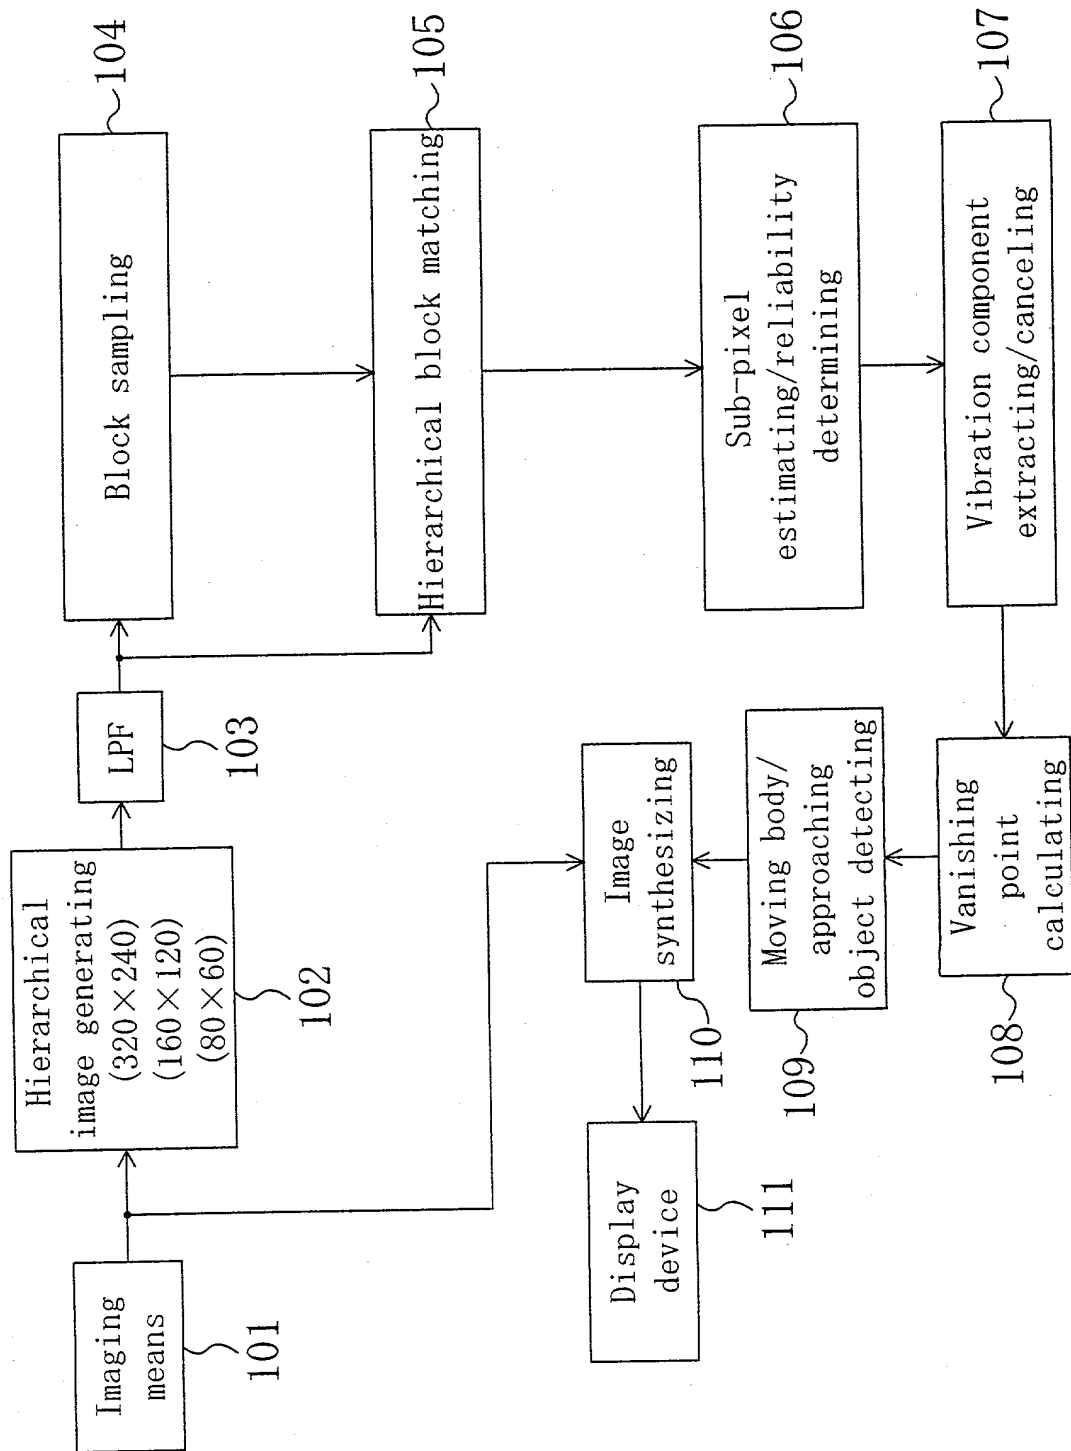 Imaging
means
101
Hierarchical
image generating
(320×240)
(160×120)
(80×60)
102
LPF
103
Block sampling
104
Hierarchical block matching
105
Sub-pixel
estimating/reliability
determining
106
Vibration component
extracting/canceling
107
Vanishing
point
calculating
108
Moving body/
approaching
object detecting
109
Image
synthesizing
110
Display
device
111